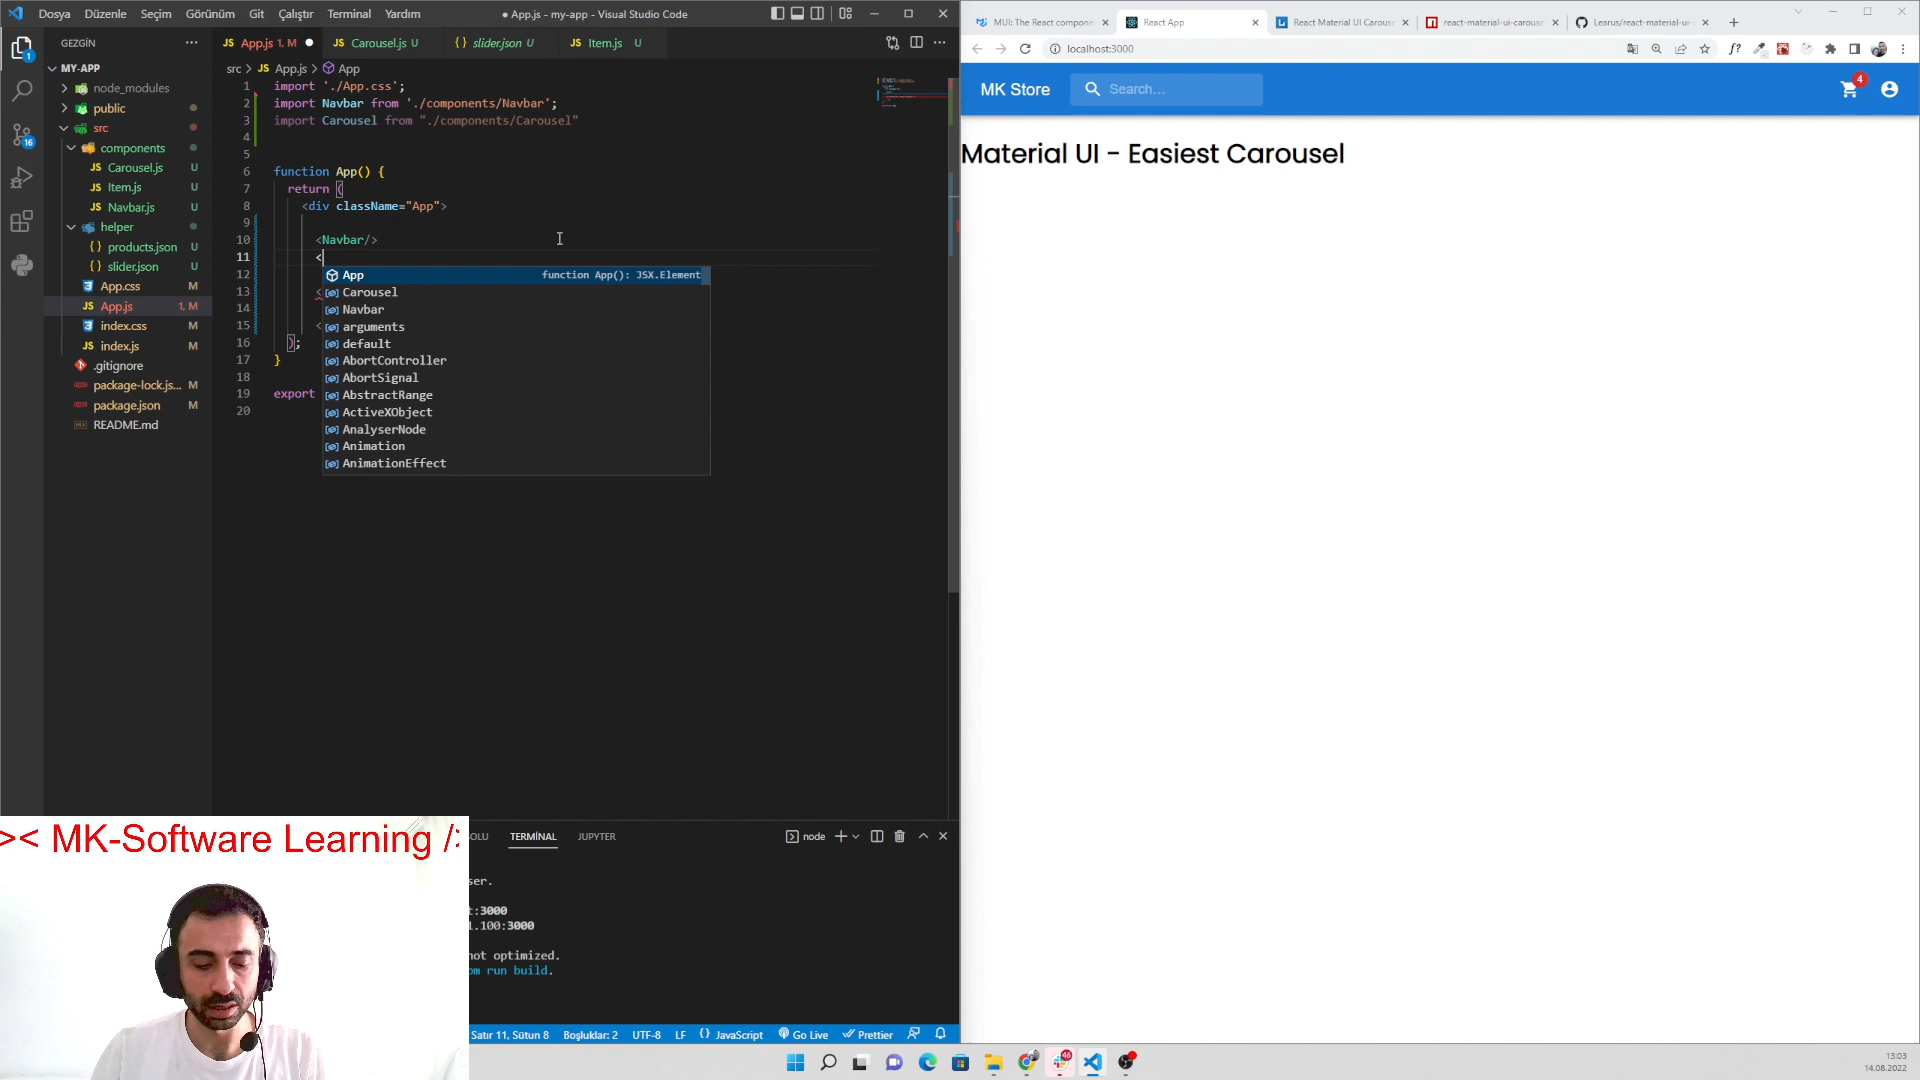 Dosya Düzenle Seçim Görünüm Git Çalıştır Terminal Yardım
● App.js - my-app - Visual Studio Code
GEZGİN
MY-APP
node_modules
public
src
components
JS Carousel.js U
JS Item.js U
JS Navbar.js U
helper
{ } products.json U
{ } slider.json U
App.css M
JS App.js 1, M
index.css M
JS index.js M
.gitignore
package-lock.js... M
package.json M
README.md
JS App.js 1, M
JS Carousel.js U
{ } slider.json U
JS Item.js U
src > JS App.js > App
1 import './App.css';
2 import Navbar from './components/Navbar';
3 import Carousel from "./components/Carousel"
4
5
6 function App() {
7 return (
8 <div className="App">
9
10 <Navbar/>
11 <
12
13 <
14
15 <
16 );
17 }
18
19 export
20
App function App(): JSX.Element
Carousel
Navbar
arguments
default
AbortController
AbortSignal
AbstractRange
ActiveXObject
AnalyserNode
Animation
AnimationEffect
OLU TERMİNAL JUPYTER
node
ser.
t:3000
1.100:3000
not optimized.
om run build.
Satır 11, Sütun 8 Boşluklar: 2 UTF-8 LF { } JavaScript Go Live Prettier
>< MK-Software Learning />
MUI: The React compone
React App
React Material UI Carouse
react-material-ui-carouse
Learus/react-material-ui-
localhost:3000
MK Store
Search...
4
Material UI - Easiest Carousel
46
13:03
14.08.2022